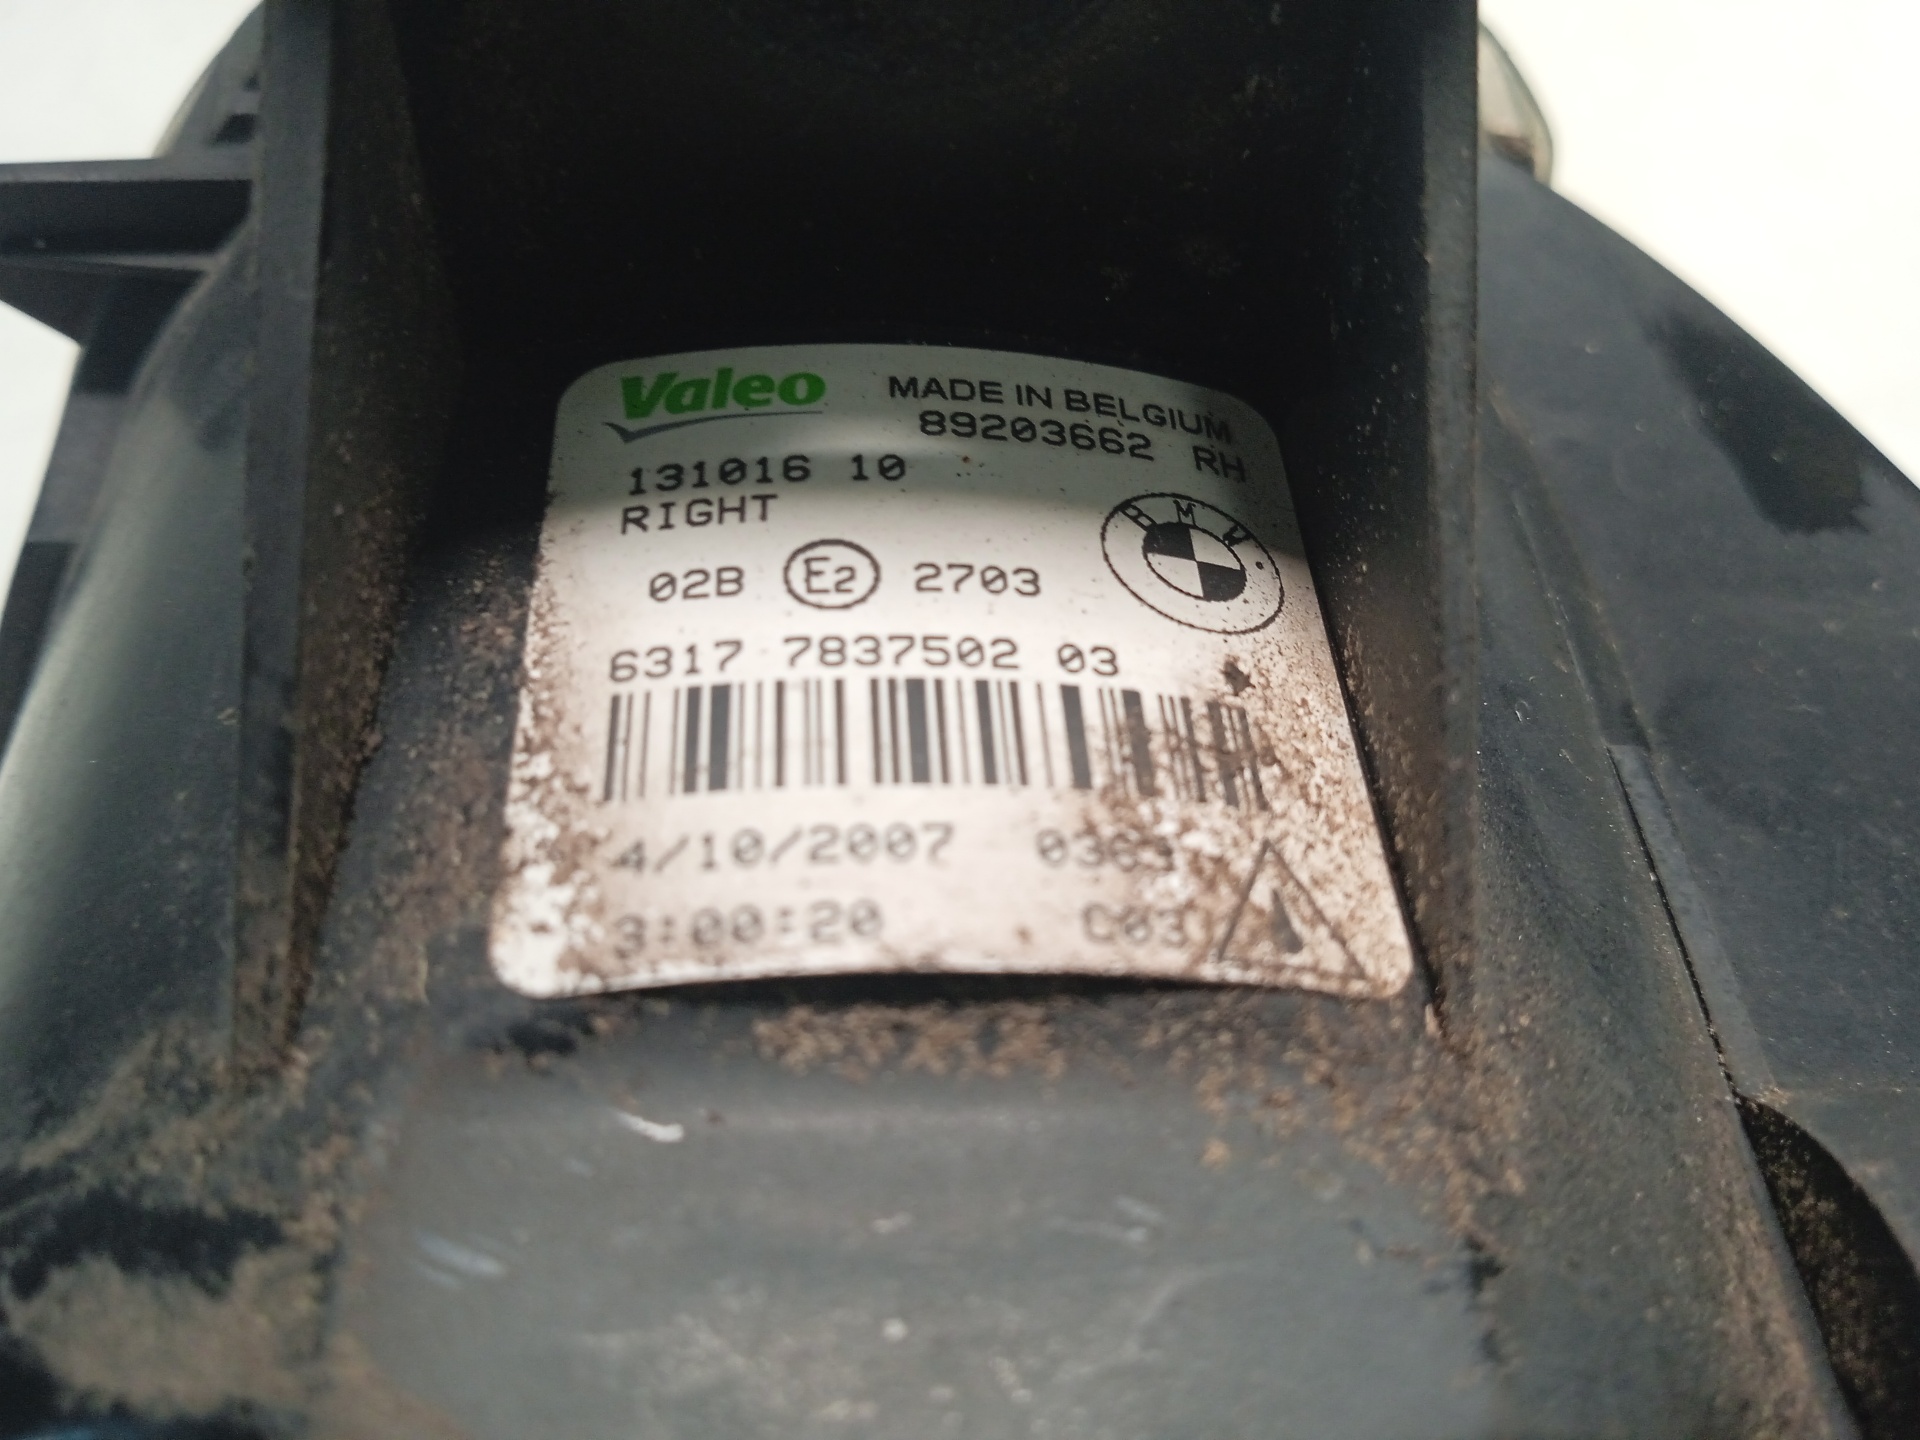 Valeo MADE IN BELGIUM
89203662 RH
131016 10
RIGHT
BMW
02B E2 2703
6317 7837502 03
4/10/2007
3:00:20 C03